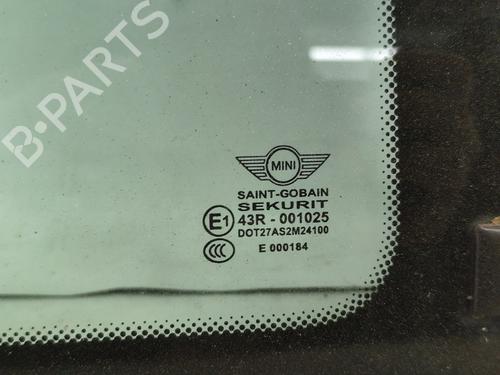 B-PARTS
MINI
SAINT-GOBAIN
SEKURIT
E1 43R - 001025
DOT27AS2M24100
CCC E 000184